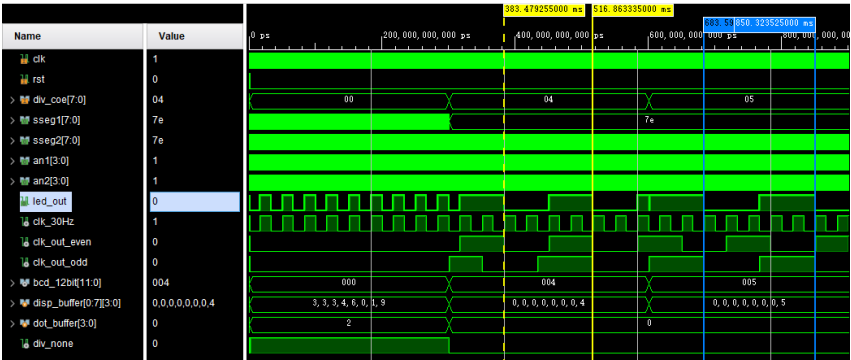 383.479255000 ms 516.863335000 ms
850.323525000 ms
Name Value
0 ps 200,000,000,000 ps 400,000,000,000 ps 600,000,000,000 ps
clk 1
rst 0
div_coe[7:0] 04 00 04 05
sseg1[7:0] 7e 7e
sseg2[7:0] 7e
an1[3:0] 1
an2[3:0] 1
led_out 0
clk_30Hz 1
clk_out_even 0
clk_out_odd 0
bcd_12bit[11:0] 004 000 004 005
disp_buffer[0:7][3:0] 0,0,0,0,0,0,0,4 3, 3, 3, 4, 6, 0, 1, 9 0, 0, 0, 0, 0, 0, 0, 4 0, 0, 0, 0, 0, 0, 0, 5
dot_buffer[3:0] 0 2 0
div_none 0